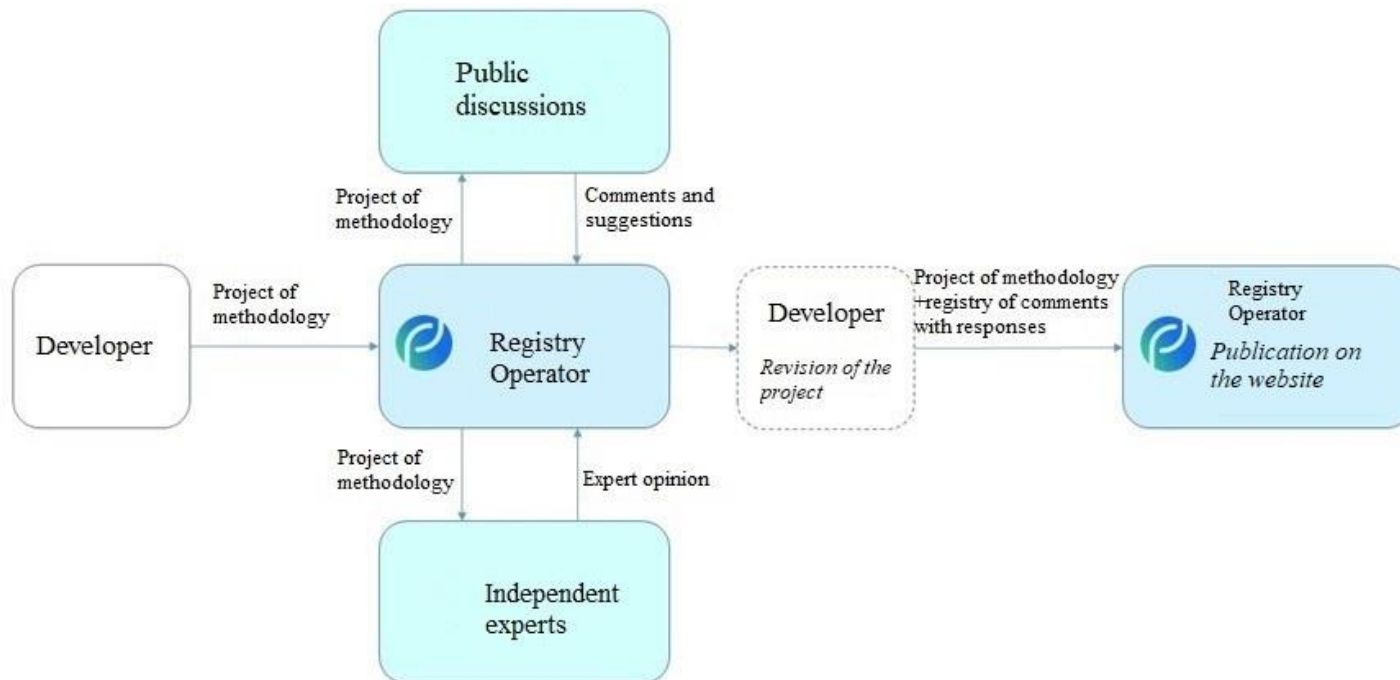 Public
discussions
Project of
methodology
Comments and
suggestions
Developer
Project of
methodology
Registry
Operator
Developer
Revision of the
project
Project of methodology
+registry of comments
with responses
Registry
Operator
Publication on
the website
Project of
methodology
Expert opinion
Independent
experts